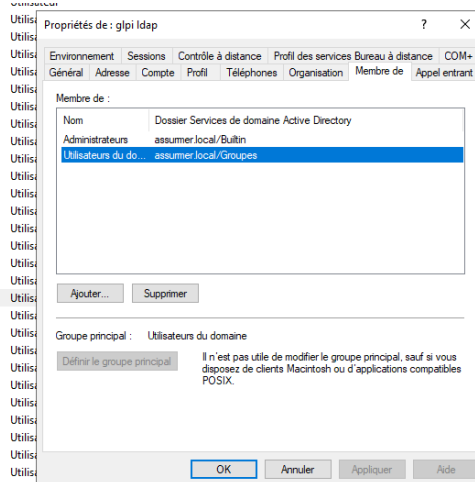 Utilisateur
Propriétés de : glpi ldap ? ×
Environnement Sessions Contrôle à distance Profil des services Bureau à distance COM+
Général Adresse Compte Profil Téléphones Organisation Membre de Appel entrant
Membre de :
Nom Dossier Services de domaine Active Directory
Administrateurs assurmer.local/Builtin
Utilisateurs du do... assurmer.local/Groupes
Ajouter... Supprimer
Groupe principal : Utilisateurs du domaine
Définir le groupe principal
Il n'est pas utile de modifier le groupe principal, sauf si vous
disposez de clients Macintosh ou d'applications compatibles
POSIX.
OK Annuler Appliquer Aide